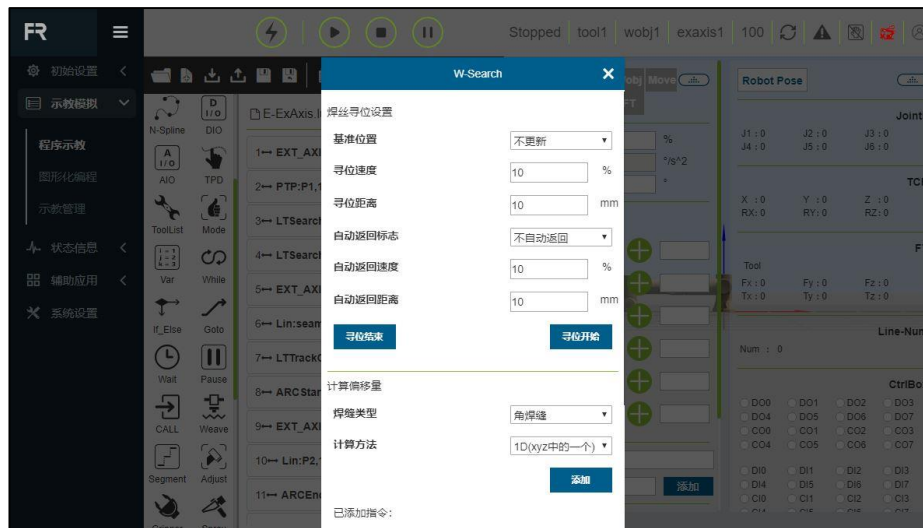 FR
Stopped tool1 wobj1 exaxis1 100
初始设置
示教模拟
程序示教
图形化编程
示教管理
状态信息
辅助应用
系统设置
N-Spline
D I/O
DIO
A I/O
AIO
TPD
ToolList
Mode
Var
While
If_Else
Goto
Wait
Pause
CALL
Weave
Segment
Adjust
1 EXT_AXI
2 PTP:P1,1
3 LTSearch
4 LTSearch
5 EXT_AXI
6 Lin:seam
7 LTTrackO
8 ARCStar
9 EXT_AXI
10 Lin:P2,1
11 ARCEnd
W-Search
焊丝寻位设置
基准位置 不更新
寻位速度 10 %
寻位距离 10 mm
自动返回标志 不自动返回
自动返回速度 10 %
自动返回距离 10 mm
寻位结束 寻位开始
计算偏移量
焊缝类型 角焊缝
计算方法 1D(xyz中的一个)
添加
已添加指令:
obj Move
FT
%
°/s^2
°
添加
Robot Pose
Joint
J1 : 0 J2 : 0 J3 : 0
J4 : 0 J5 : 0 J6 : 0
TCP
X : 0 Y : 0 Z : 0
RX: 0 RY: 0 RZ: 0
F
Tool
Fx : 0 Fy : 0 Fz : 0
Tx : 0 Ty : 0 Tz : 0
Line-Num
Num : 0
CtrlBo
DO0 DO1 DO2 DO3
DO4 DO5 DO6 DO7
CO0 CO1 CO2 CO3
CO4 CO5 CO6 CO7
DI0 DI1 DI2 DI3
DI4 DI5 DI6 DI7
CI0 CI1 CI2 CI3